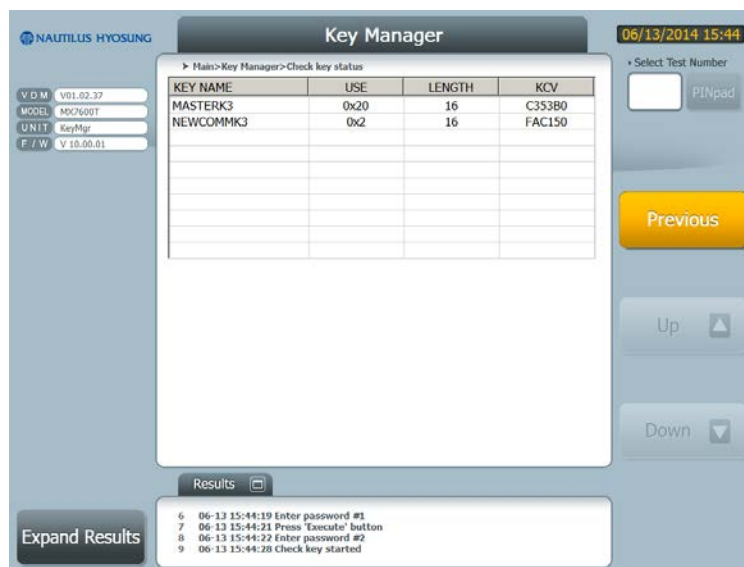 NAUTILUS HYOSUNG
Key Manager
06/13/2014 15:44
Main>Key Manager>Check key status
Select Test Number
KEY NAME USE LENGTH KCV
MASTERK3 0x20 16 C353B0
NEWCOMMK3 0x2 16 FAC150
VDM V01.02.37
MODEL MX7600T
UNIT KeyMgr
F/W V 10.00.01
PINpad
Previous
Up
Down
Results
6 06-13 15:44:19 Enter password #1
7 06-13 15:44:21 Press 'Execute' button
8 06-13 15:44:22 Enter password #2
9 06-13 15:44:28 Check key started
Expand Results